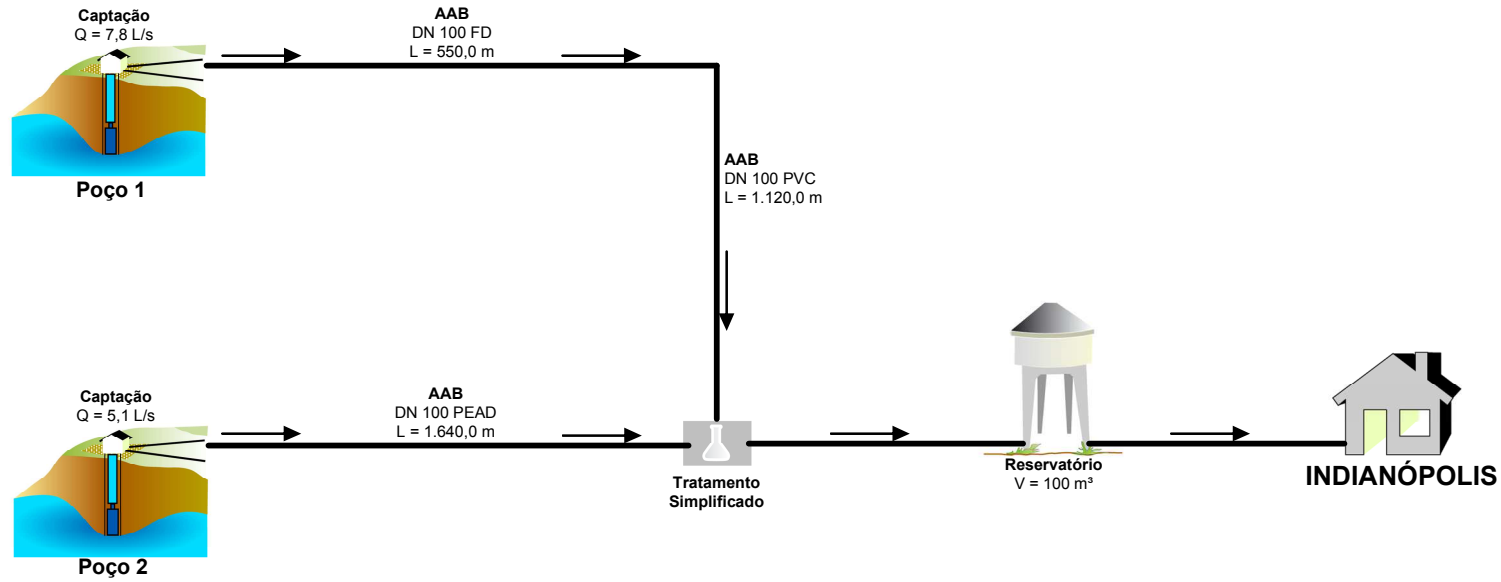 Captação
Q = 7,8 L/s
Poço 1
AAB
DN 100 FD
L = 550,0 m
AAB
DN 100 PVC
L = 1.120,0 m
Captação
Q = 5,1 L/s
Poço 2
AAB
DN 100 PEAD
L = 1.640,0 m
Tratamento
Simplificado
Reservatório
V = 100 m³
INDIANÓPOLIS